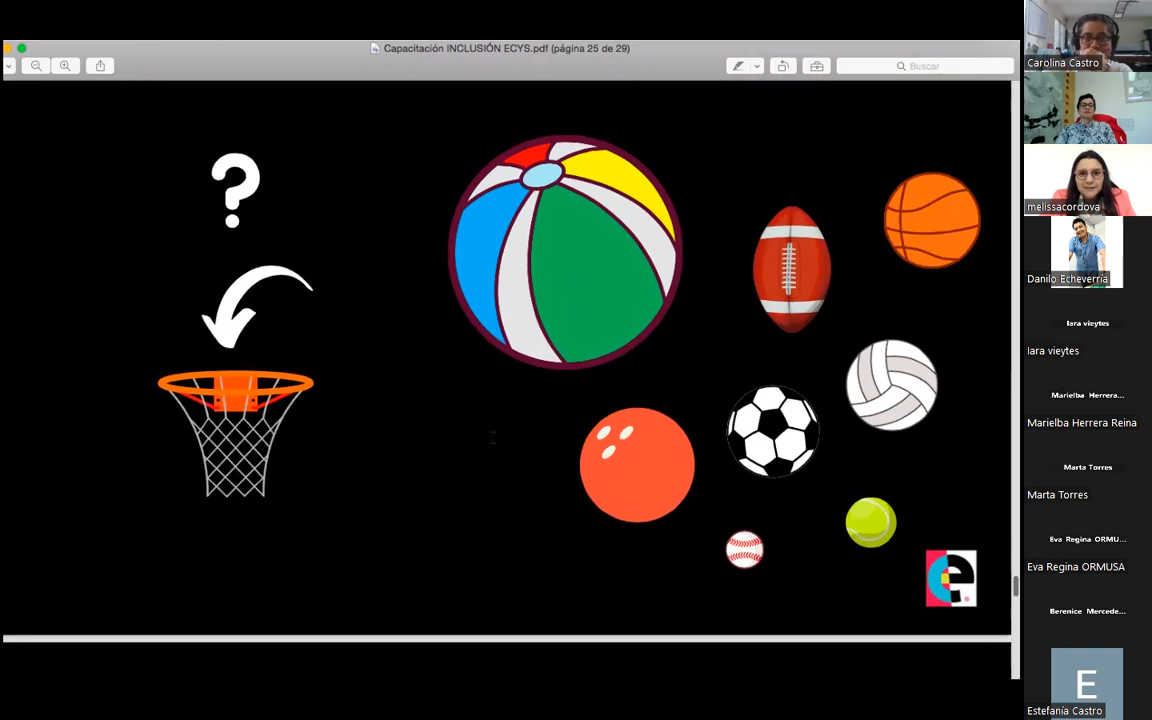 Capacitación INCLUSIÓN ECYS.pdf (página 25 de 29)
Buscar
?
e
Carolina Castro
melissacordova
Danilo Echeverria
Iara vieytes
Iara vieytes
Marielba Herrera...
Marielba Herrera Reina
Marta Torres
Marta Torres
Eva Regina ORMU...
Eva Regina ORMUSA
Berenice Mercede...
E
Estefanía Castro